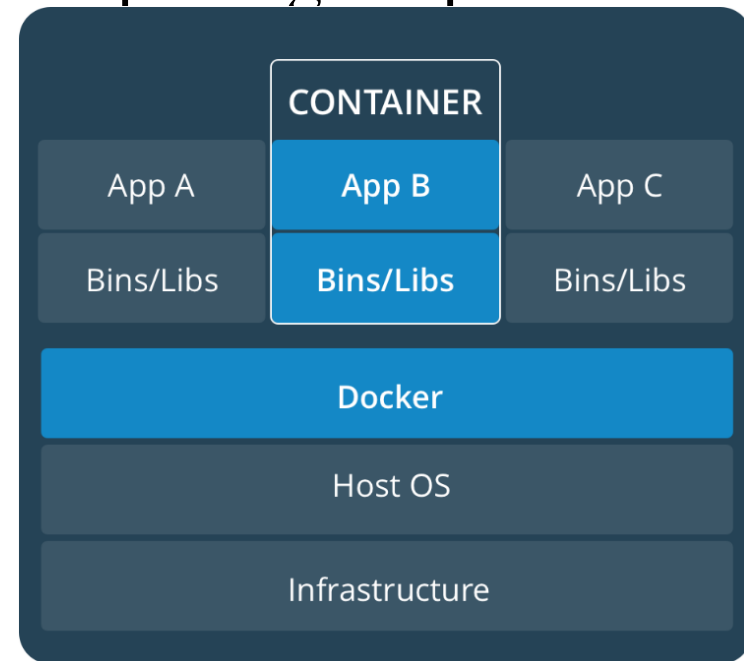 CONTAINER
App A App B App C
Bins/Libs Bins/Libs Bins/Libs
Docker
Host OS
Infrastructure